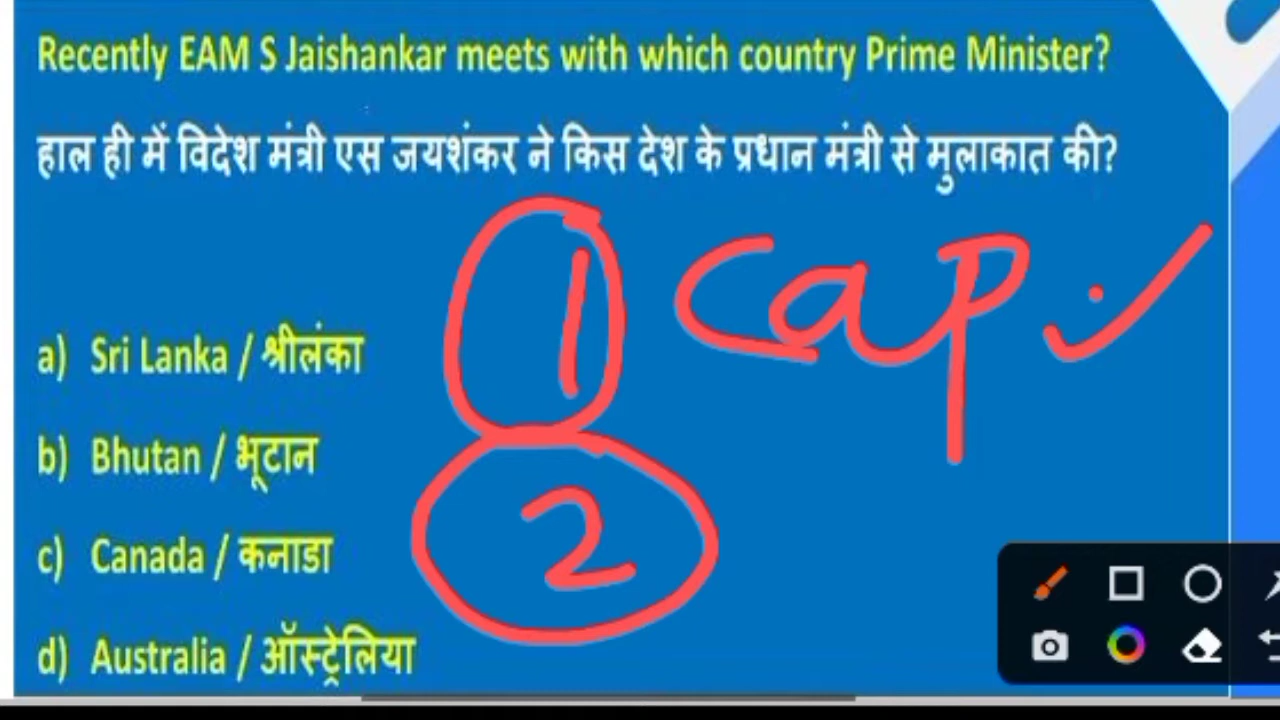 Recently EAM S Jaishankar meets with which country Prime Minister?
हाल ही में विदेश मंत्री एस जयशंकर ने किस देश के प्रधान मंत्री से मुलाकात की?
1 Cap.
a) Sri Lanka / श्रीलंका
b) Bhutan / भूटान
2
c) Canada / कनाडा
d) Australia / ऑस्ट्रेलिया